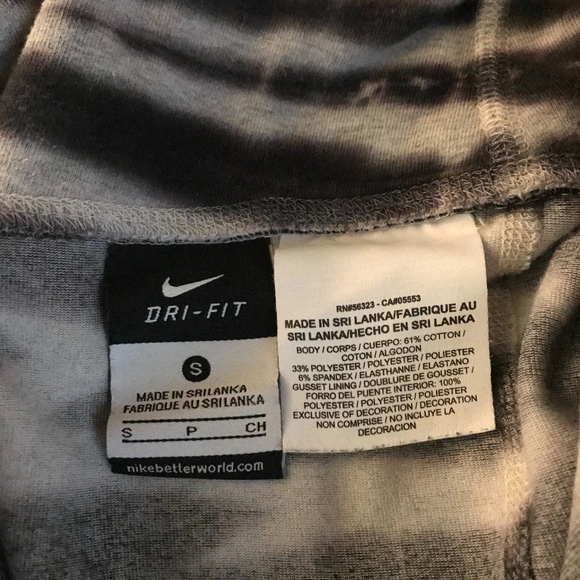 DRI-FIT
S
MADE IN SRI LANKA
FABRIQUE AU SRI LANKA
S P CH
nikebetterworld.com
RN#56323 - CA#05553
MADE IN SRI LANKA/FABRIQUE AU
SRI LANKA/HECHO EN SRI LANKA
BODY / CORPS / CUERPO: 61% COTTON /
COTON / ALGODON
33% POLYESTER / POLYESTER / POLIESTER
6% SPANDEX / ELASTHANNE / ELASTANO
GUSSET LINING / DOUBLURE DE GOUSSET /
FORRO DEL PUENTE INTERIOR: 100%
POLYESTER / POLYESTER / POLIESTER
EXCLUSIVE OF DECORATION / DECORATION
NON COMPRISE / NO INCLUYE LA
DECORACION